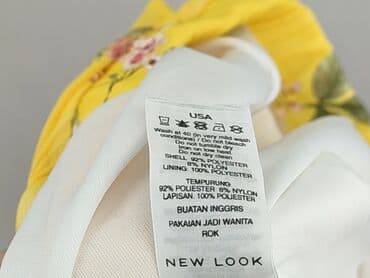 USA
Wash at 40 (in very mild
wash condition) / Do not
bleach / Do not tumble dry
Iron on low heat
Do not dry clean
SHELL: 92% POLYESTER
8% NYLON
LINING: 100% POLYESTER
TEMPURUNG:
92% POLIESTER 8% NYLON
LAPISAN: 100% POLIESTER
BUATAN INGGRIS
PAKAIAN JADI WANITA
ROK
NEW LOOK